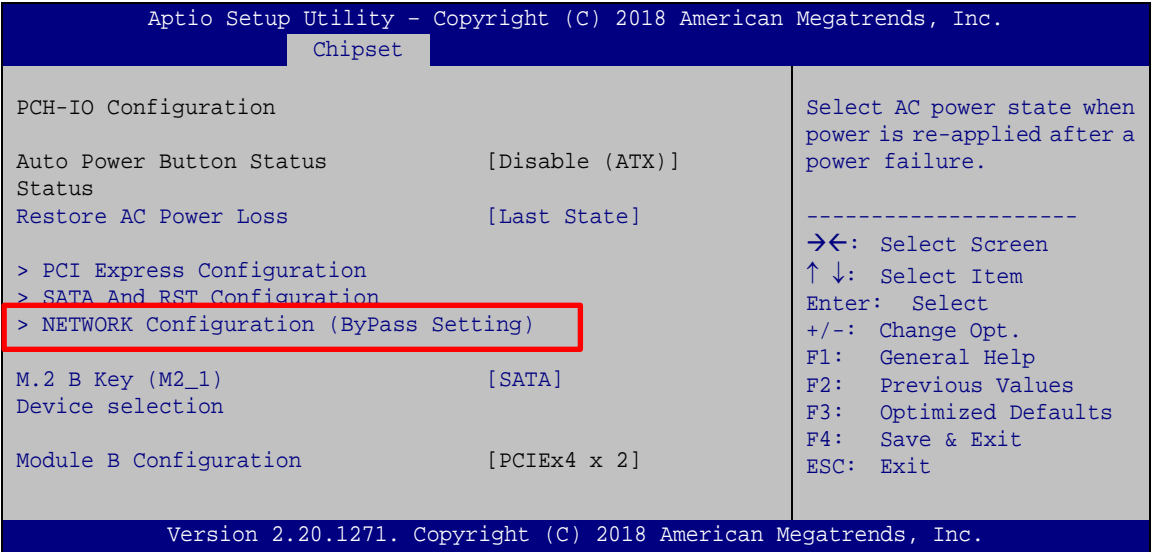 Aptio Setup Utility – Copyright (C) 2018 American Megatrends, Inc.
Chipset
PCH-IO Configuration
Auto Power Button Status [Disable (ATX)]
Status
Restore AC Power Loss [Last State]
> PCI Express Configuration
> SATA And RST Configuration
> NETWORK Configuration (ByPass Setting)
M.2 B Key (M2_1) [SATA]
Device selection
Module B Configuration [PCIEx4 x 2]
Select AC power state when
power is re-applied after a
power failure.
---------------------
→←: Select Screen
↑ ↓: Select Item
Enter: Select
+/-: Change Opt.
F1: General Help
F2: Previous Values
F3: Optimized Defaults
F4: Save & Exit
ESC: Exit
Version 2.20.1271. Copyright (C) 2018 American Megatrends, Inc.